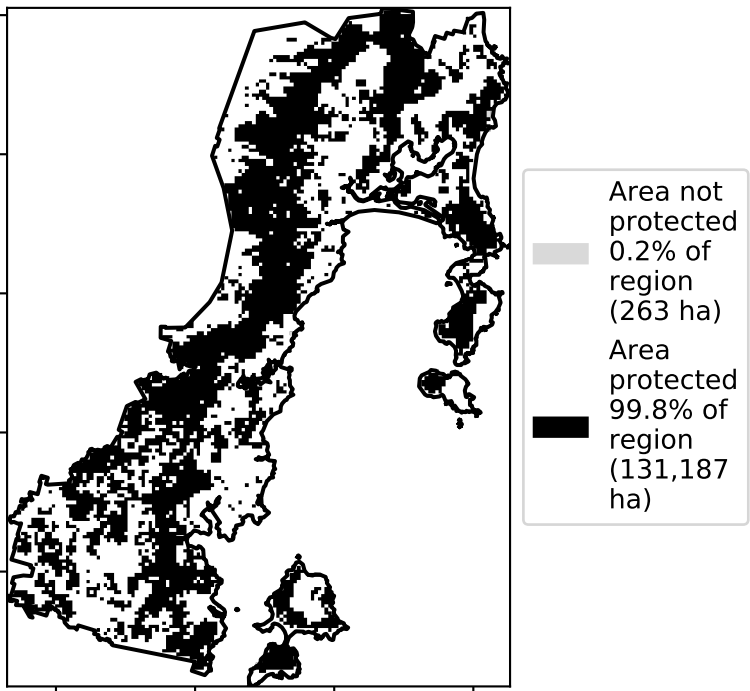 Area not
protected
0.2% of
region
(263 ha)
Area
protected
99.8% of
region
(131,187
ha)